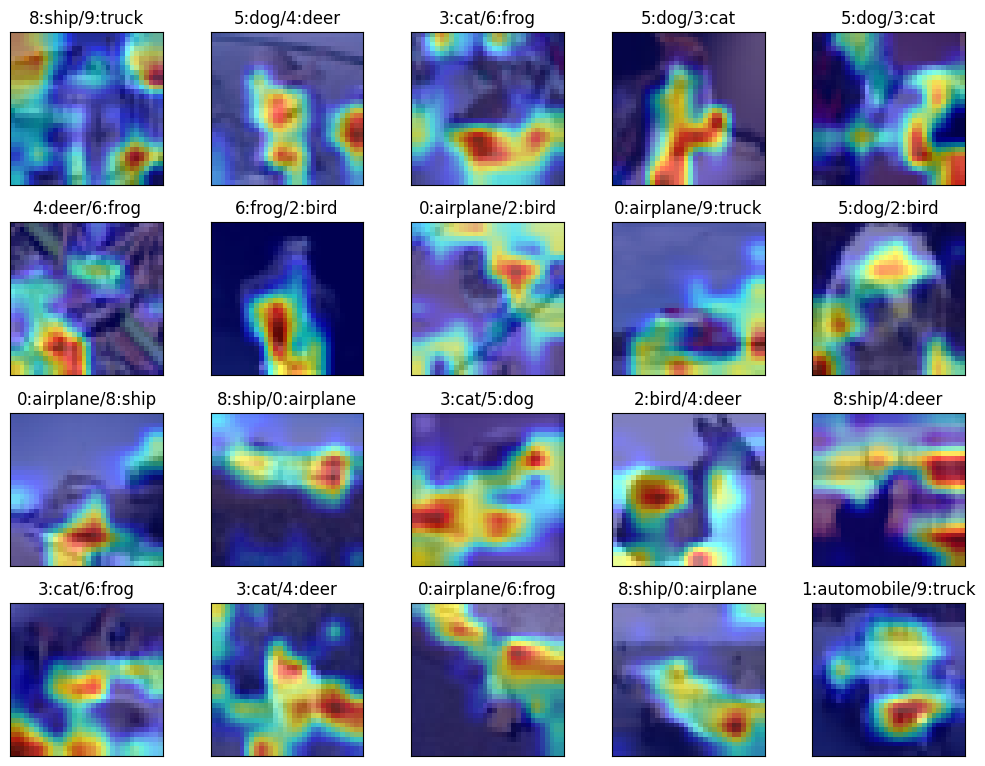 8:ship/9:truck
5:dog/4:deer
3:cat/6:frog
5:dog/3:cat
5:dog/3:cat
4:deer/6:frog
6:frog/2:bird
0:airplane/2:bird
0:airplane/9:truck
5:dog/2:bird
0:airplane/8:ship
8:ship/0:airplane
3:cat/5:dog
2:bird/4:deer
8:ship/4:deer
3:cat/6:frog
3:cat/4:deer
0:airplane/6:frog
8:ship/0:airplane
1:automobile/9:truck